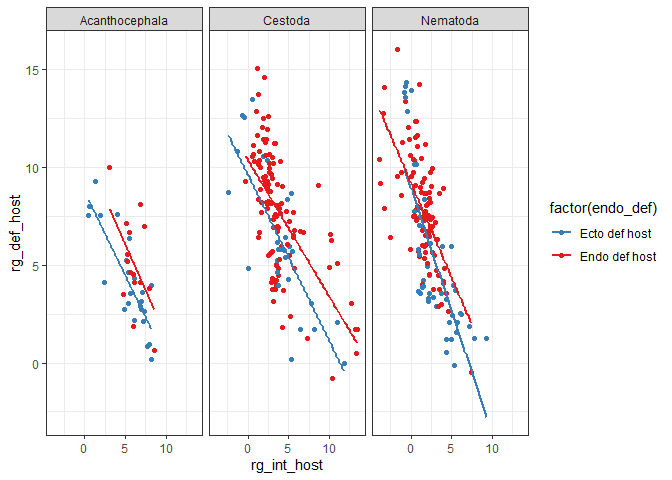 Acanthocephala Cestoda Nematoda
15
10
5
0
rg_def_host
0 5 10 0 5 10 0 5 10
rg_int_host
factor(endo_def)
Ecto def host
Endo def host